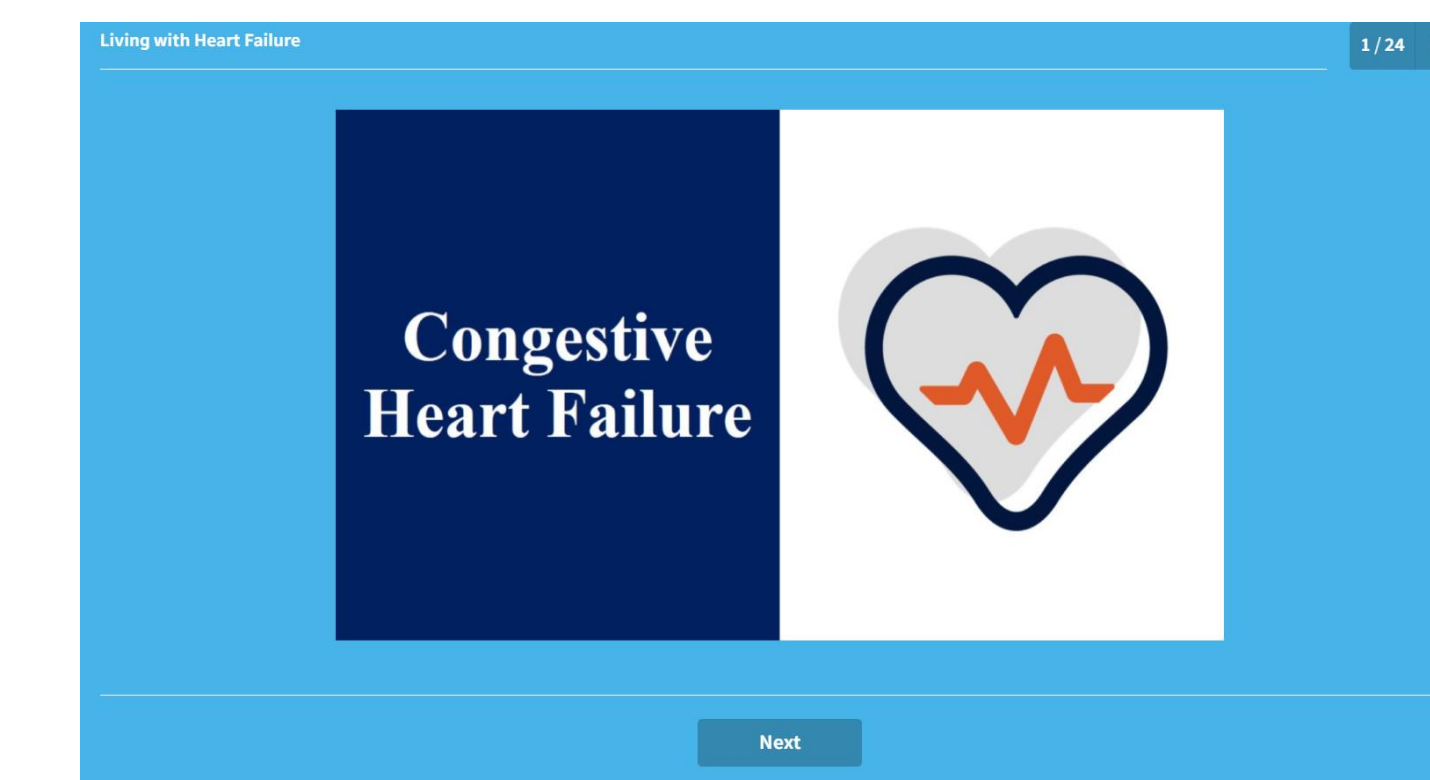 Living with Heart Failure
1 / 24
Congestive
Heart Failure
Next